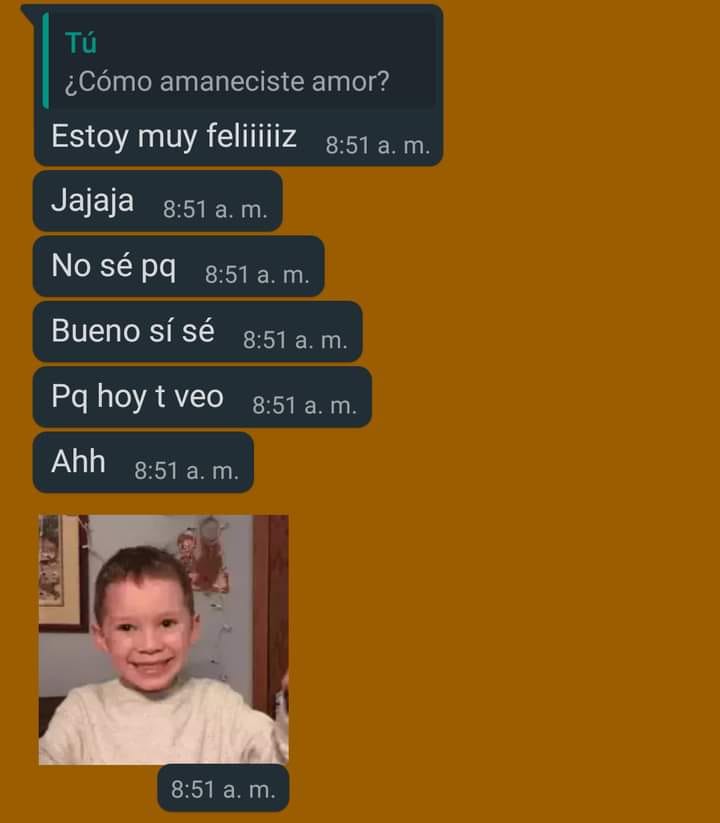 Tú
¿Cómo amaneciste amor?
Estoy muy feliiiiiz 8:51 a. m.
Jajaja 8:51 a. m.
No sé pq 8:51 a. m.
Bueno sí sé 8:51 a. m.
Pq hoy t veo 8:51 a. m.
Ahh 8:51 a. m.
8:51 a. m.